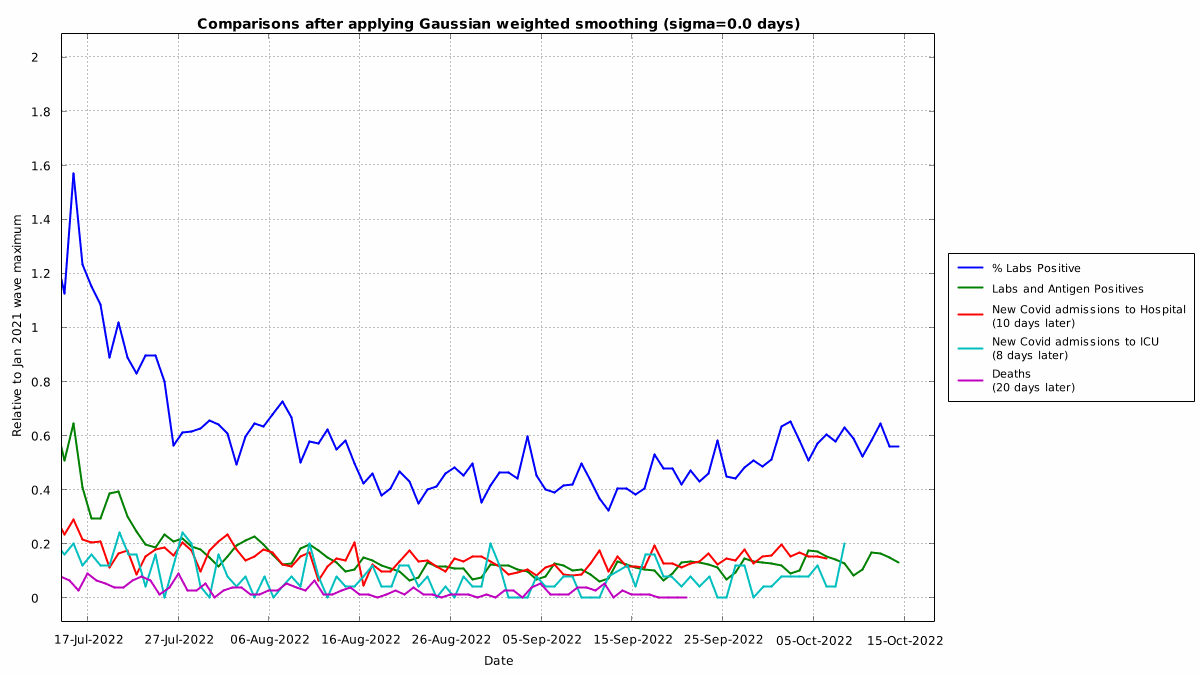 Comparisons after applying Gaussian weighted smoothing (sigma=0.0 days)
2
1.8
1.6
1.4
1.2
1
0.8
0.6
0.4
0.2
0
Relative to Jan 2021 wave maximum
17-Jul-2022 27-Jul-2022 06-Aug-2022 16-Aug-2022 26-Aug-2022 05-Sep-2022 15-Sep-2022 25-Sep-2022 05-Oct-2022 15-Oct-2022
Date
% Labs Positive
Labs and Antigen Positives
New Covid admissions to Hospital
(10 days later)
New Covid admissions to ICU
(8 days later)
Deaths
(20 days later)